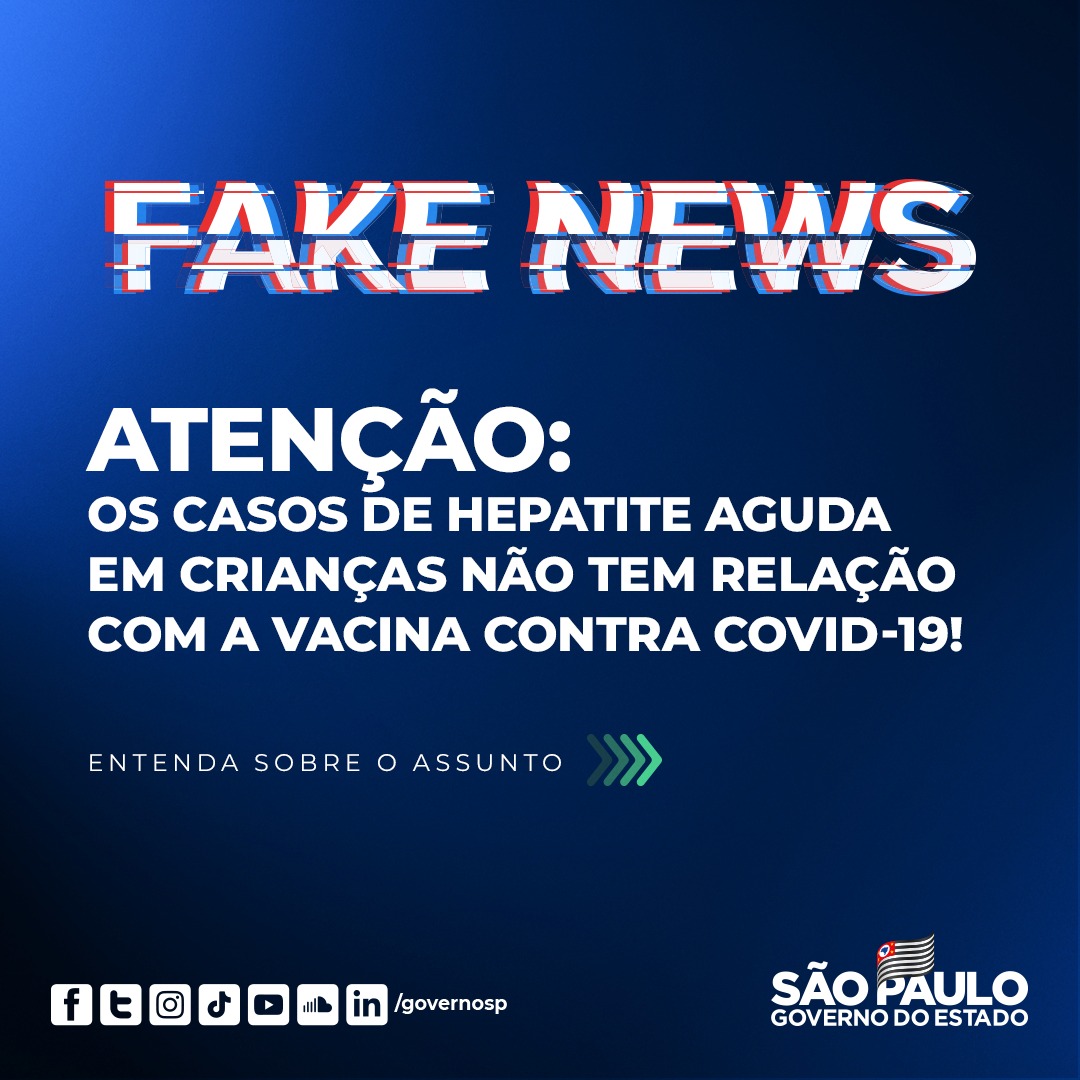 FAKE NEWS
ATENÇÃO:
OS CASOS DE HEPATITE AGUDA
EM CRIANÇAS NÃO TEM RELAÇÃO
COM A VACINA CONTRA COVID-19!
ENTENDA SOBRE O ASSUNTO
/governosp
SÃO PAULO
GOVERNO DO ESTADO